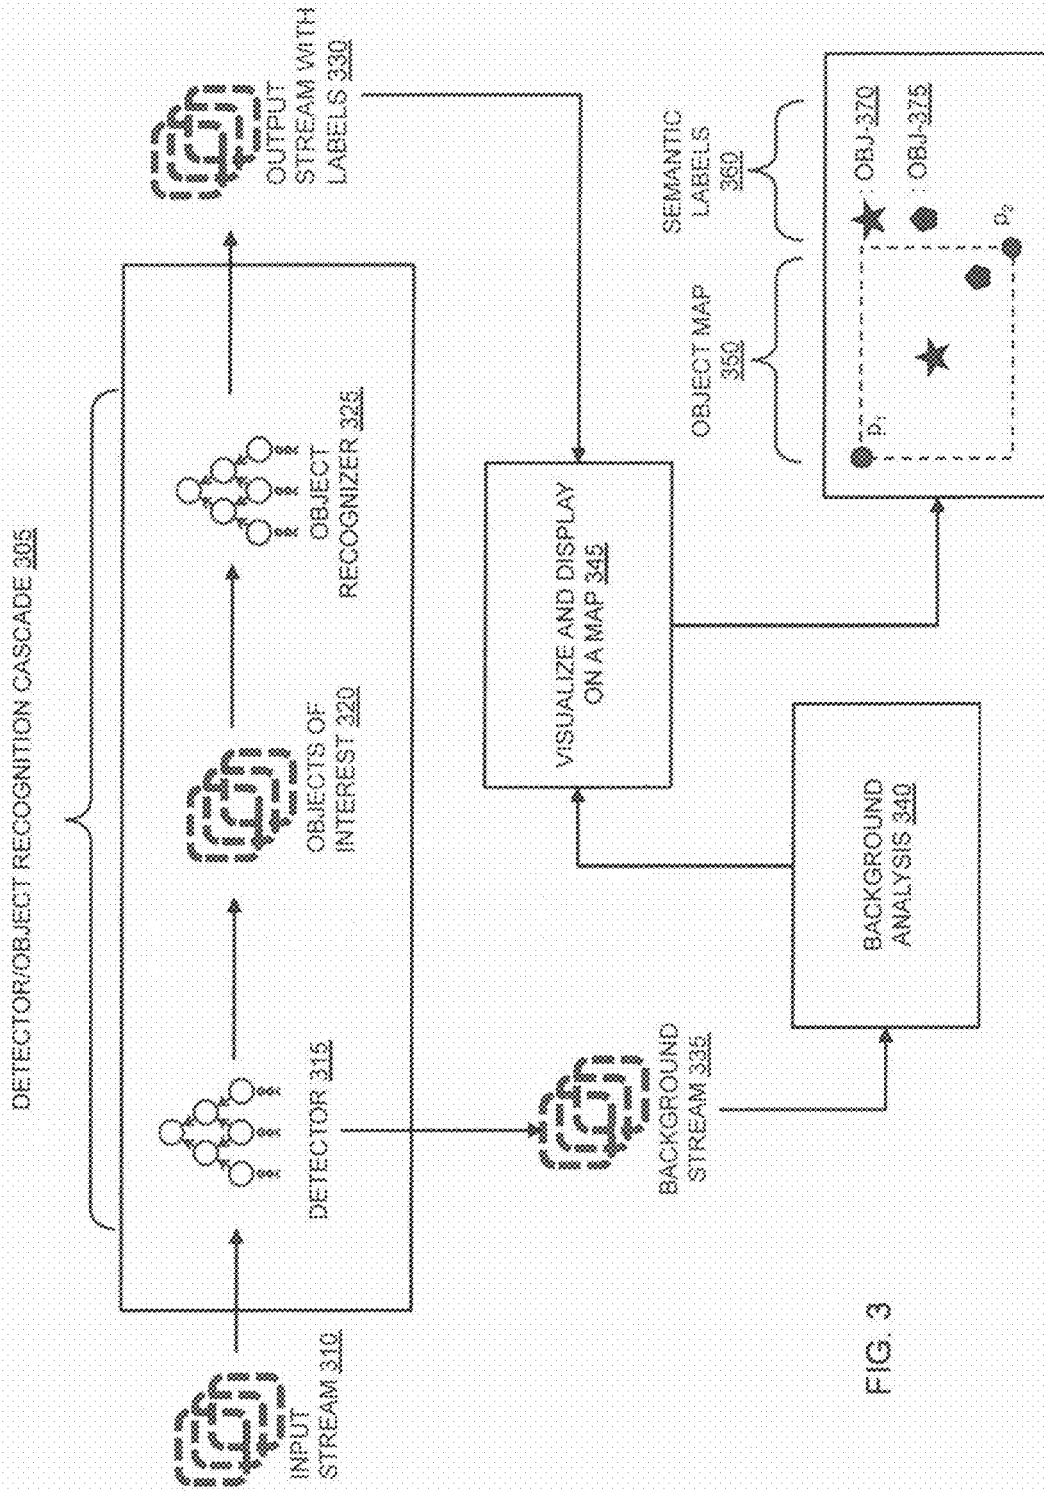 DETECTOR/OBJECT RECOGNITION CASCADE 305
INPUT
STREAM 310
DETECTOR 315
OBJECTS OF
INTEREST 320
OBJECT
RECOGNIZER 325
OUTPUT
STREAM WITH
LABELS 330
BACKGROUND
STREAM 335
BACKGROUND
ANALYSIS 340
VISUALIZE AND DISPLAY
ON A MAP 345
OBJECT MAP
350
SEMANTIC
LABELS
360
: OBJ-370
: OBJ-375
p₁
p₂
FIG. 3